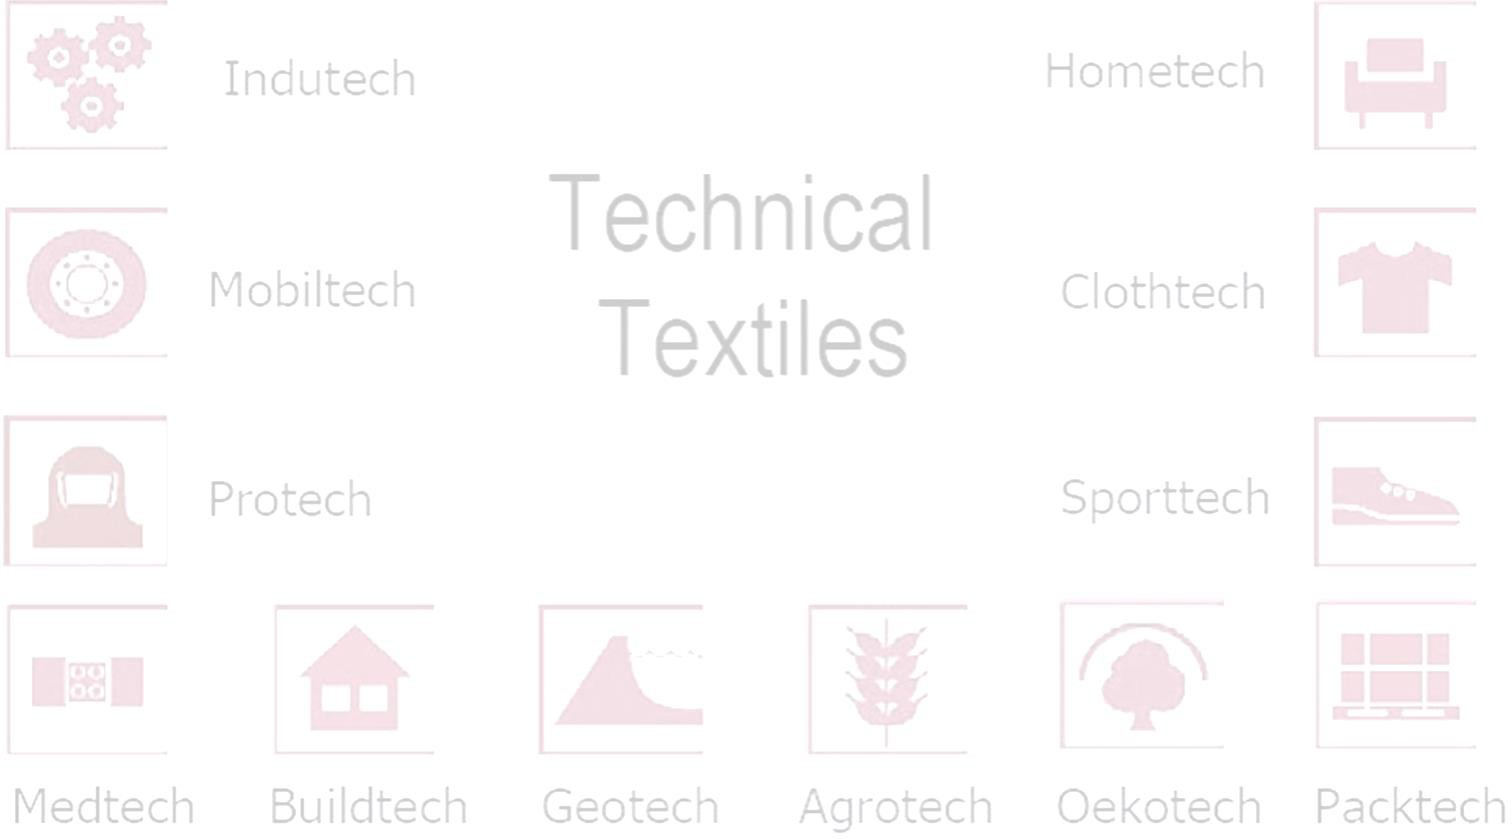 Indutech
Hometech
Technical
Textiles
Mobiltech
Clothtech
Protech
Sporttech
Medtech
Buildtech
Geotech
Agrotech
Oekotech
Packtech